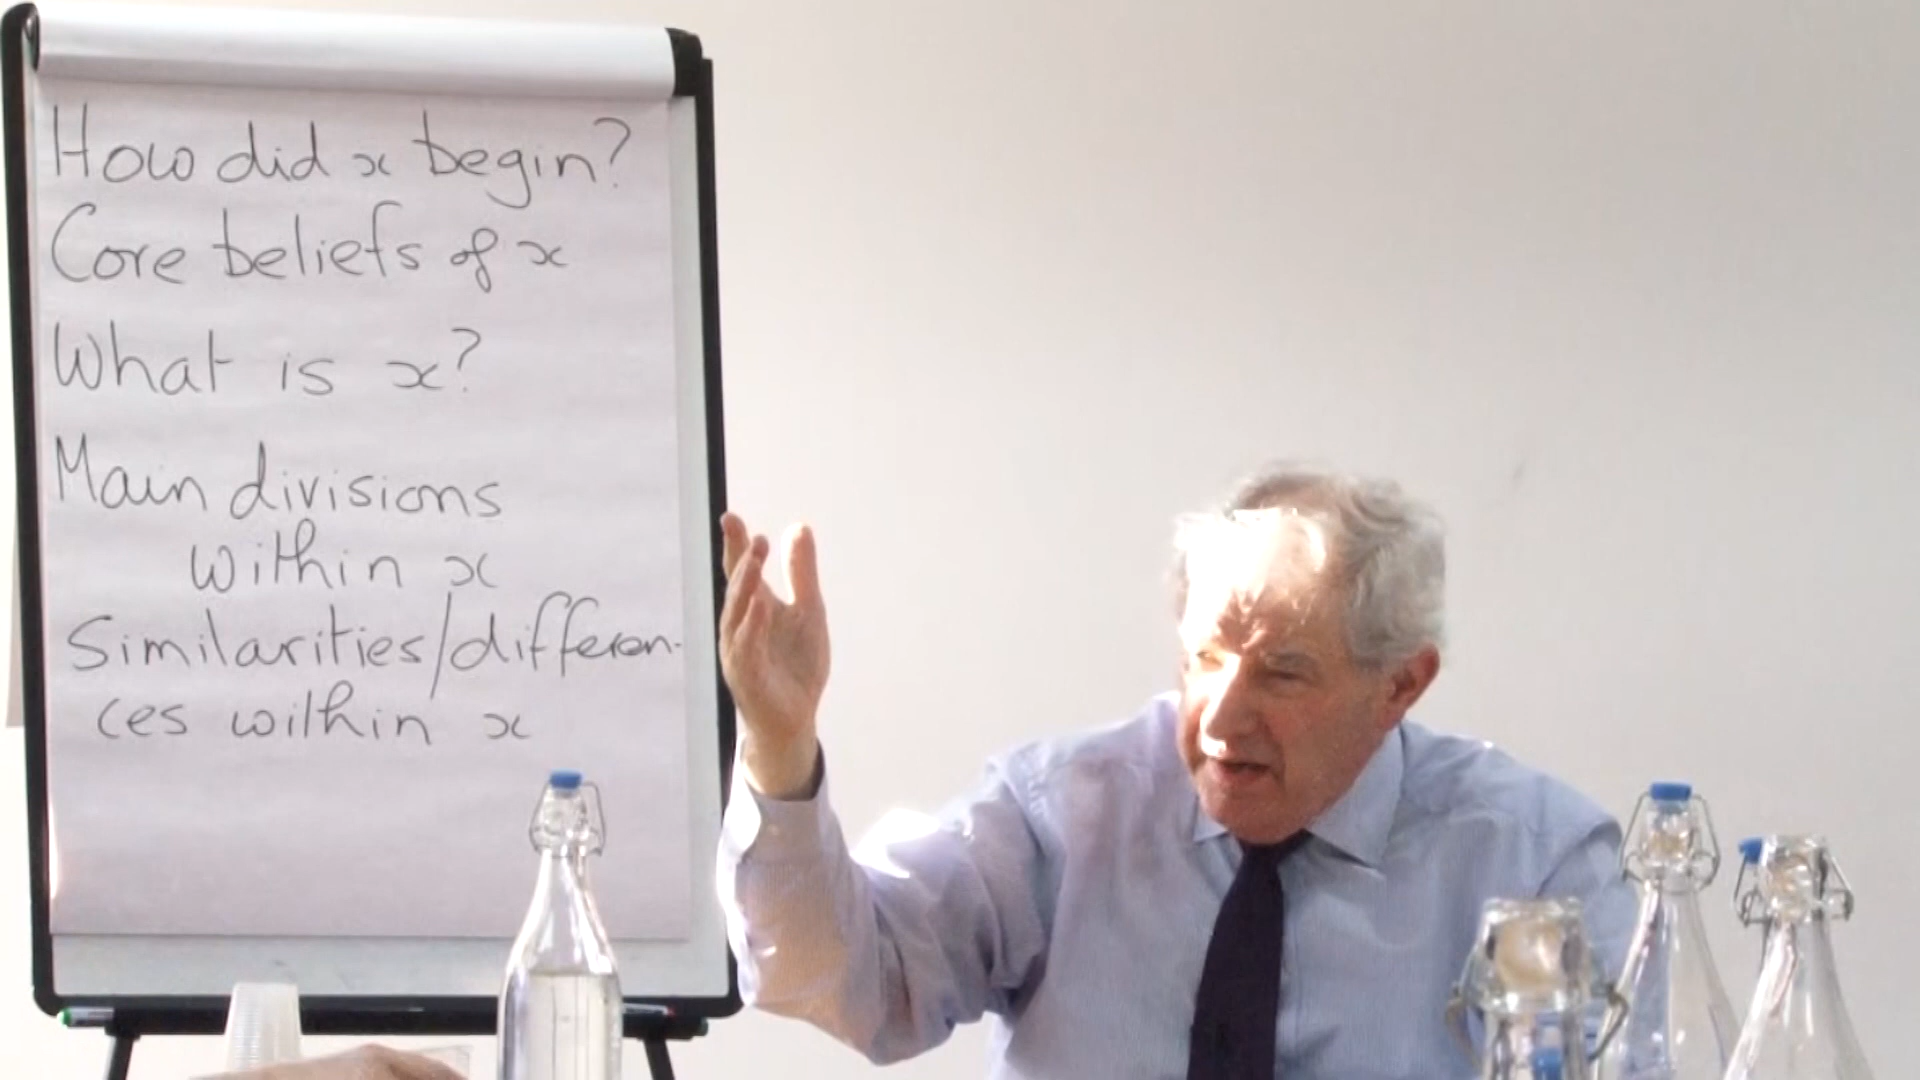 How did x begin?
Core beliefs of x
What is x?
Main divisions
within x
Similarities/differen-
ces within x